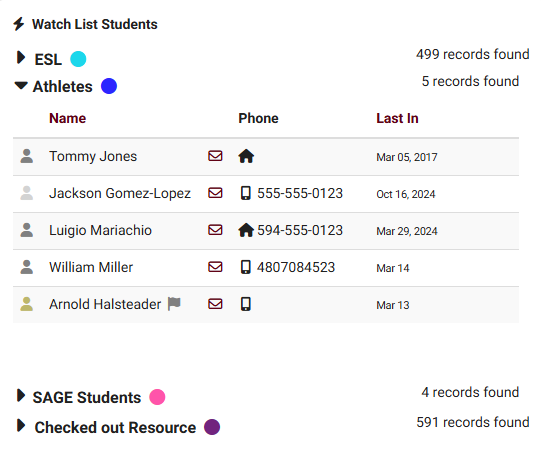 Watch List Students
ESL 499 records found
Athletes 5 records found
Name Phone Last In
Tommy Jones Mar 05, 2017
Jackson Gomez-Lopez 555-555-0123 Oct 16, 2024
Luigio Mariachio 594-555-0123 Mar 29, 2024
William Miller 4807084523 Mar 14
Arnold Halsteader Mar 13
SAGE Students 4 records found
Checked out Resource 591 records found